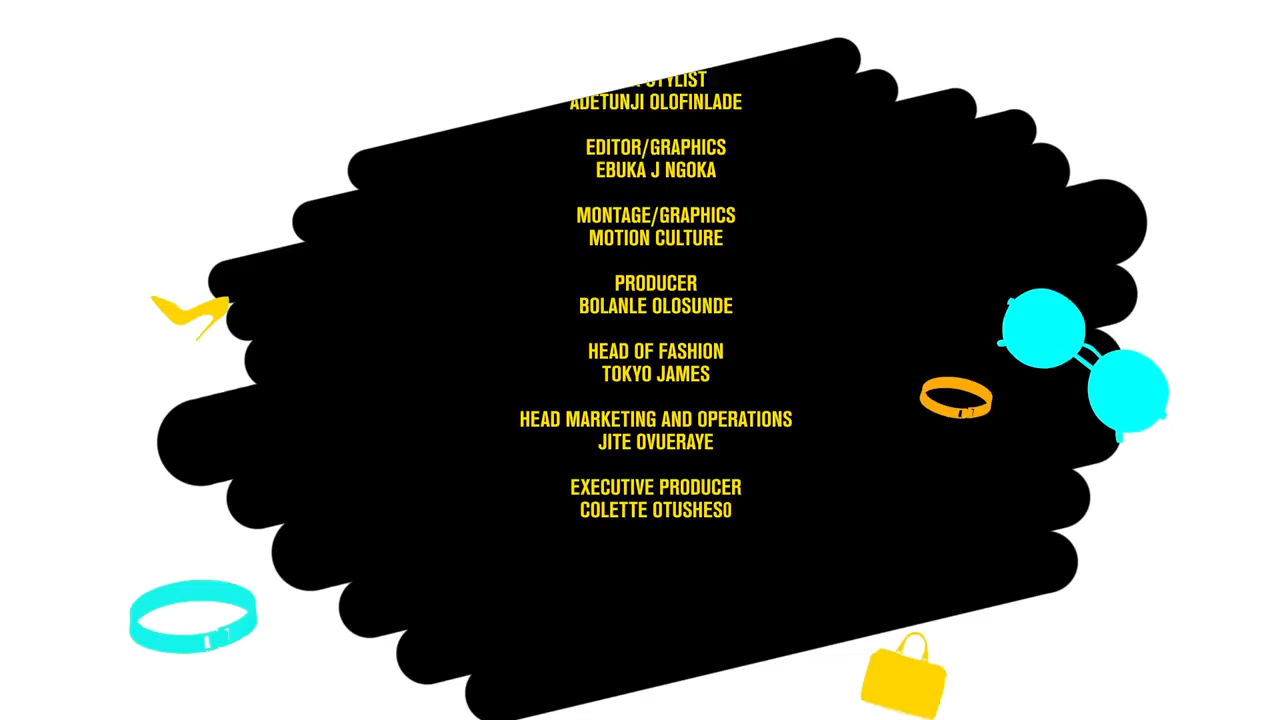 STYLIST
ADETUNJI OLOFINLADE
EDITOR/GRAPHICS
EBUKA J NGOKA
MONTAGE/GRAPHICS
MOTION CULTURE
PRODUCER
BOLANLE OLOSUNDE
HEAD OF FASHION
TOKYO JAMES
HEAD MARKETING AND OPERATIONS
JITE OVUERAYE
EXECUTIVE PRODUCER
COLETTE OTUSHESO